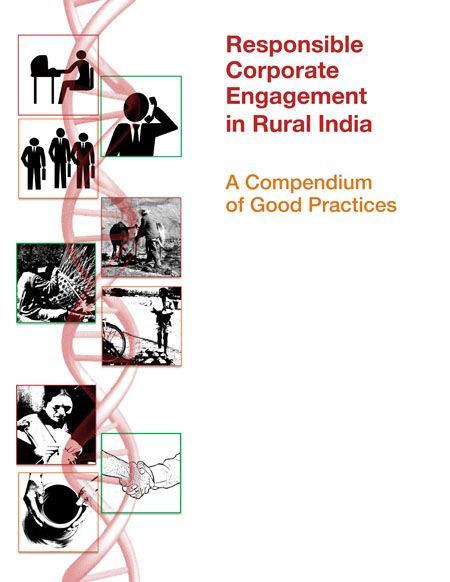 Responsible
Corporate
Engagement
in Rural India
A Compendium
of Good Practices